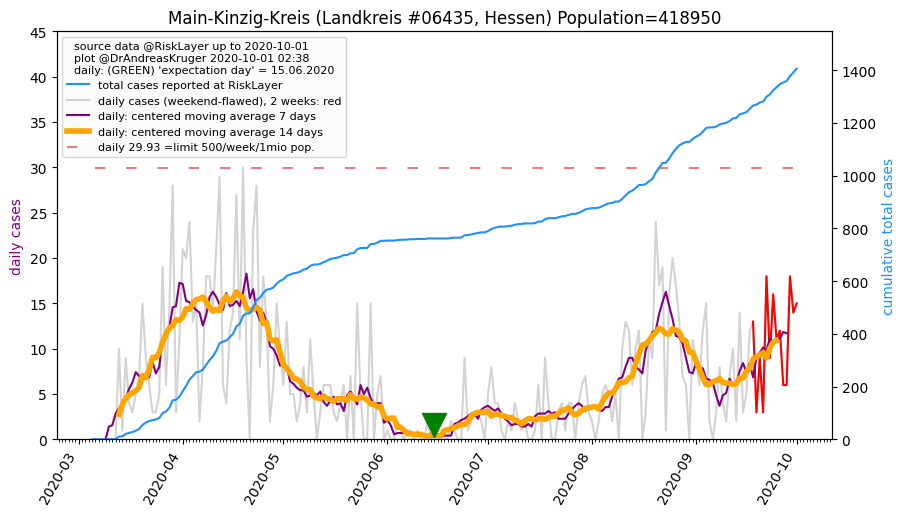 Main-Kinzig-Kreis (Landkreis #06435, Hessen) Population=418950
source data @RiskLayer up to 2020-10-01
plot @DrAndreasKruger 2020-10-01 02:38
daily: (GREEN) 'expectation day' = 15.06.2020
total cases reported at RiskLayer
daily cases (weekend-flawed), 2 weeks: red
daily: centered moving average 7 days
daily: centered moving average 14 days
daily 29.93 =limit 500/week/1mio pop.
daily cases
45
40
35
30
25
20
15
10
5
0
1400
1200
1000
800
600
400
200
0
cumulative total cases
2020-03
2020-04
2020-05
2020-06
2020-07
2020-08
2020-09
2020-10